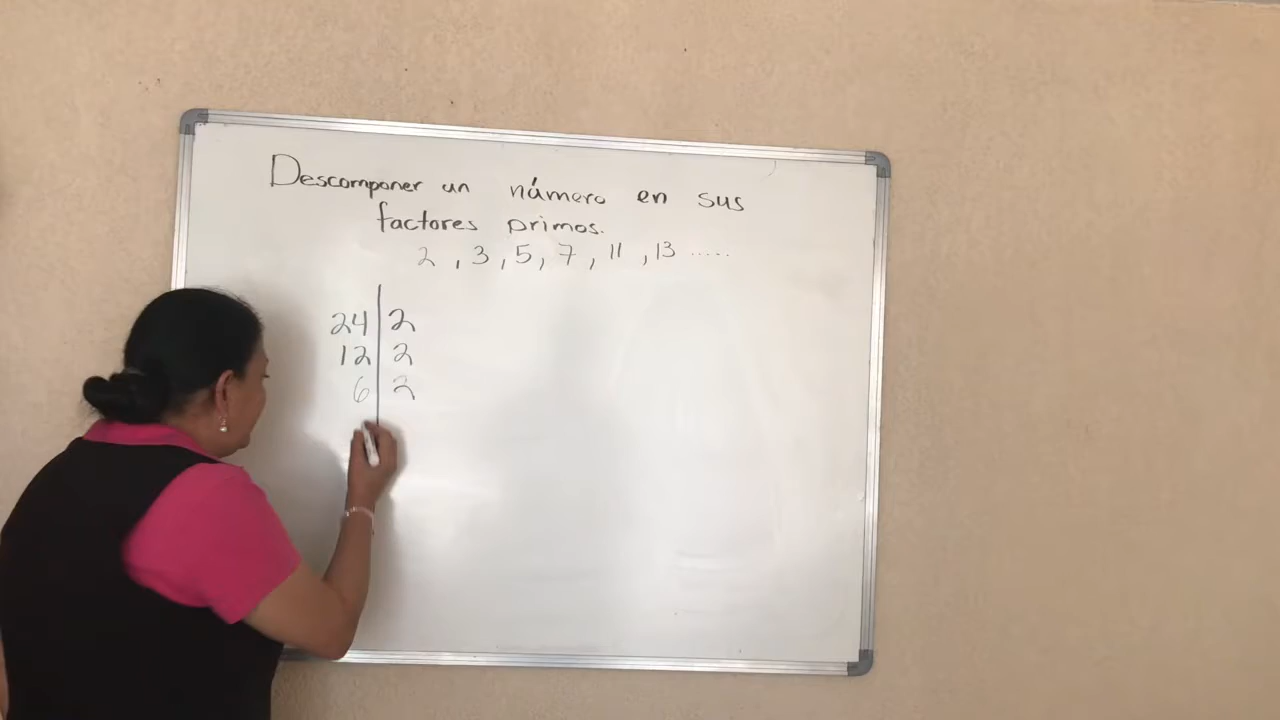 Descomponer un número en sus
factores primos.
2, 3, 5, 7, 11, 13 .....
24 | 2
12 | 2
6 | 2